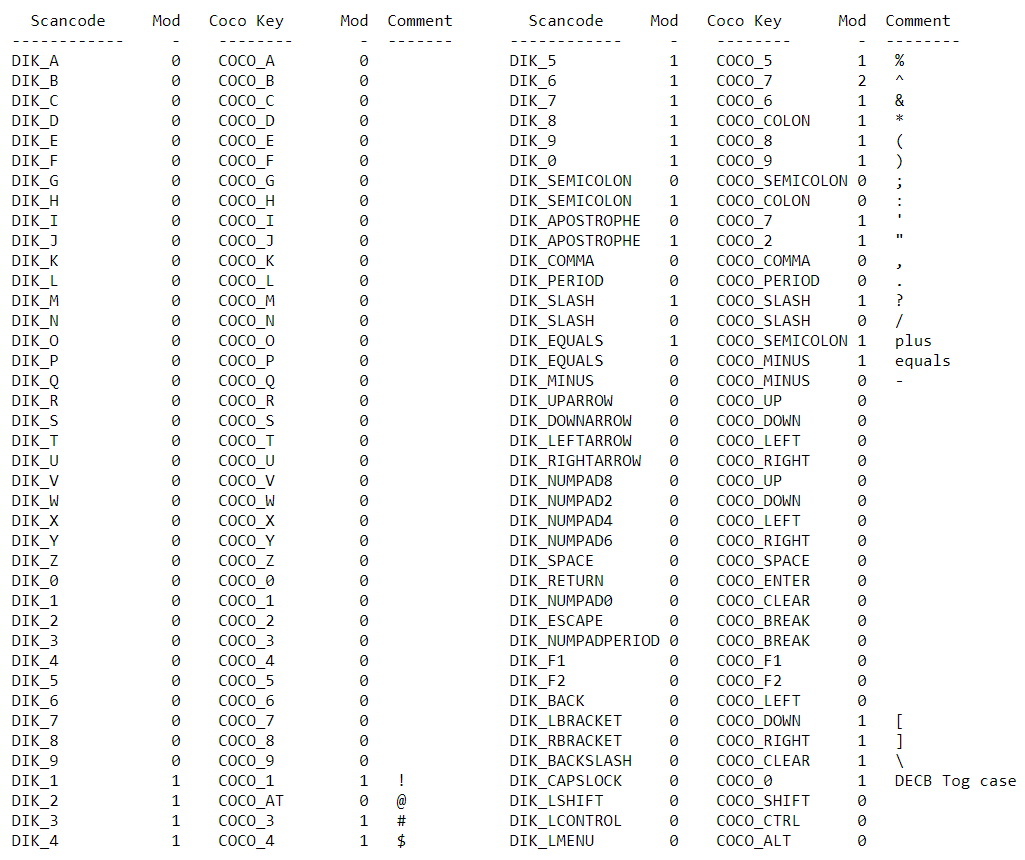 Scancode Mod Coco Key Mod Comment Scancode Mod Coco Key Mod Comment
------------ - -------- - ------- ------------ - -------- - --------
DIK_A 0 COCO_A 0 DIK_5 1 COCO_5 1 %
DIK_B 0 COCO_B 0 DIK_6 1 COCO_7 2 ^
DIK_C 0 COCO_C 0 DIK_7 1 COCO_6 1 &
DIK_D 0 COCO_D 0 DIK_8 1 COCO_COLON 1 *
DIK_E 0 COCO_E 0 DIK_9 1 COCO_8 1 (
DIK_F 0 COCO_F 0 DIK_0 1 COCO_9 1 )
DIK_G 0 COCO_G 0 DIK_SEMICOLON 0 COCO_SEMICOLON 0 ;
DIK_H 0 COCO_H 0 DIK_SEMICOLON 1 COCO_COLON 0 :
DIK_I 0 COCO_I 0 DIK_APOSTROPHE 0 COCO_7 1 '
DIK_J 0 COCO_J 0 DIK_APOSTROPHE 1 COCO_2 1 "
DIK_K 0 COCO_K 0 DIK_COMMA 0 COCO_COMMA 0 ,
DIK_L 0 COCO_L 0 DIK_PERIOD 0 COCO_PERIOD 0 .
DIK_M 0 COCO_M 0 DIK_SLASH 1 COCO_SLASH 1 ?
DIK_N 0 COCO_N 0 DIK_SLASH 0 COCO_SLASH 0 /
DIK_O 0 COCO_O 0 DIK_EQUALS 1 COCO_SEMICOLON 1 plus
DIK_P 0 COCO_P 0 DIK_EQUALS 0 COCO_MINUS 1 equals
DIK_Q 0 COCO_Q 0 DIK_MINUS 0 COCO_MINUS 0 -
DIK_R 0 COCO_R 0 DIK_UPARROW 0 COCO_UP 0
DIK_S 0 COCO_S 0 DIK_DOWNARROW 0 COCO_DOWN 0
DIK_T 0 COCO_T 0 DIK_LEFTARROW 0 COCO_LEFT 0
DIK_U 0 COCO_U 0 DIK_RIGHTARROW 0 COCO_RIGHT 0
DIK_V 0 COCO_V 0 DIK_NUMPAD8 0 COCO_UP 0
DIK_W 0 COCO_W 0 DIK_NUMPAD2 0 COCO_DOWN 0
DIK_X 0 COCO_X 0 DIK_NUMPAD4 0 COCO_LEFT 0
DIK_Y 0 COCO_Y 0 DIK_NUMPAD6 0 COCO_RIGHT 0
DIK_Z 0 COCO_Z 0 DIK_SPACE 0 COCO_SPACE 0
DIK_0 0 COCO_0 0 DIK_RETURN 0 COCO_ENTER 0
DIK_1 0 COCO_1 0 DIK_NUMPAD0 0 COCO_CLEAR 0
DIK_2 0 COCO_2 0 DIK_ESCAPE 0 COCO_BREAK 0
DIK_3 0 COCO_3 0 DIK_NUMPADPERIOD 0 COCO_BREAK 0
DIK_4 0 COCO_4 0 DIK_F1 0 COCO_F1 0
DIK_5 0 COCO_5 0 DIK_F2 0 COCO_F2 0
DIK_6 0 COCO_6 0 DIK_BACK 0 COCO_LEFT 0
DIK_7 0 COCO_7 0 DIK_LBRACKET 0 COCO_DOWN 1 [
DIK_8 0 COCO_8 0 DIK_RBRACKET 0 COCO_RIGHT 1 ]
DIK_9 0 COCO_9 0 DIK_BACKSLASH 0 COCO_CLEAR 1 \
DIK_1 1 COCO_1 1 ! DIK_CAPSLOCK 0 COCO_0 1 DECB Tog case
DIK_2 1 COCO_AT 0 @ DIK_LSHIFT 0 COCO_SHIFT 0
DIK_3 1 COCO_3 1 # DIK_LCONTROL 0 COCO_CTRL 0
DIK_4 1 COCO_4 1 $ DIK_LMENU 0 COCO_ALT 0